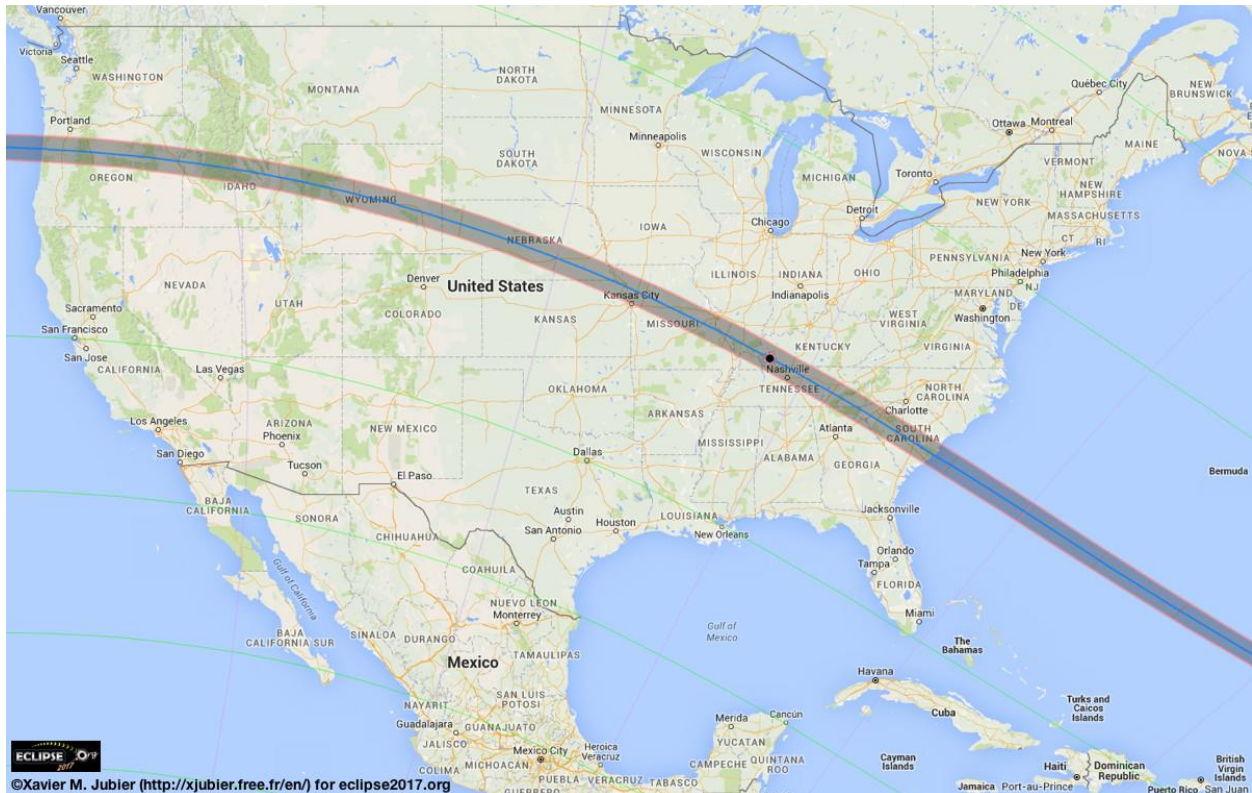 Vancouver
Victoria
Seattle
WASHINGTON
Portland
OREGON
IDAHO
MONTANA
WYOMING
NORTH
DAKOTA
SOUTH
DAKOTA
MINNESOTA
Minneapolis
WISCONSIN
MICHIGAN
Québec City
NEW
BRUNSWICK
Ottawa
Montreal
MAINE
NOVA S
VERMONT
Toronto
NEW
HAMPSHIRE
NEW YORK
MASSACHUSETTS
CT
RI
Detroit
Chicago
IOWA
NEBRASKA
PENNSYLVANIA
New York
Philadelphia
NJ
ILLINOIS
INDIANA
OHIO
Indianapolis
MARYLAND
DE
Washington
WEST
VIRGINIA
VIRGINIA
NEVADA
UTAH
Denver
COLORADO
United States
KANSAS
Kansas City
MISSOURI
KENTUCKY
Nashville
TENNESSEE
Sacramento
San Francisco
San Jose
CALIFORNIA
Las Vegas
Los Angeles
San Diego
ARIZONA
Phoenix
Tucson
NEW MEXICO
El Paso
OKLAHOMA
ARKANSAS
NORTH
CAROLINA
Charlotte
SOUTH
CAROLINA
Atlanta
MISSISSIPPI
ALABAMA
GEORGIA
Dallas
TEXAS
Austin
San Antonio
Houston
LOUISIANA
New Orleans
Jacksonville
Orlando
Tampa
FLORIDA
Miami
Bermuda
BAJA
CALIFORNIA
SONORA
CHIHUAHUA
COAHUILA
Gulf of California
BAJA
CALIFORNIA SUR
SINALOA
DURANGO
NUEVO LEON
Monterrey
TAMAULIPAS
Gulf of
Mexico
Mexico
The
Bahamas
Havana
Cuba
Turks and
Caicos
Islands
NAYARIT
SAN LUIS
POTOSI
Guadalajara
GUANAJUATO
JALISCO
COLIMA
MICHOACÁN
Mexico City
Heroica
Veracruz
PUEBLA
VERACRUZ
TABASCO
GUERRERO
Merida
Cancún
YUCATAN
CAMPECHE
QUINTANA
ROO
Cayman
Islands
Haiti
Dominican
Republic
Jamaica
Port-au-Prince
Puerto Rico
San Juan
British
Virgin
Islands
ECLIPSE
2017
.org
©Xavier M. Jubier (http://xjubier.free.fr/en/) for eclipse2017.org